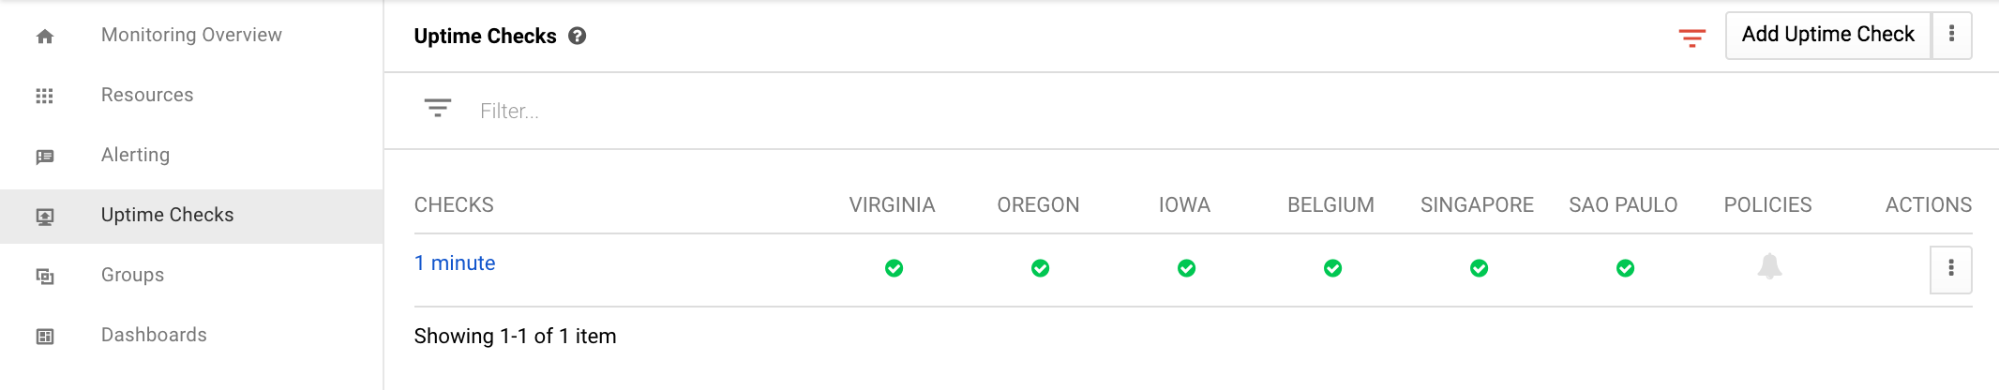 Monitoring Overview
Resources
Alerting
Uptime Checks
Groups
Dashboards
Uptime Checks
Add Uptime Check
Filter...
CHECKS VIRGINIA OREGON IOWA BELGIUM SINGAPORE SAO PAULO POLICIES ACTIONS
1 minute
Showing 1-1 of 1 item